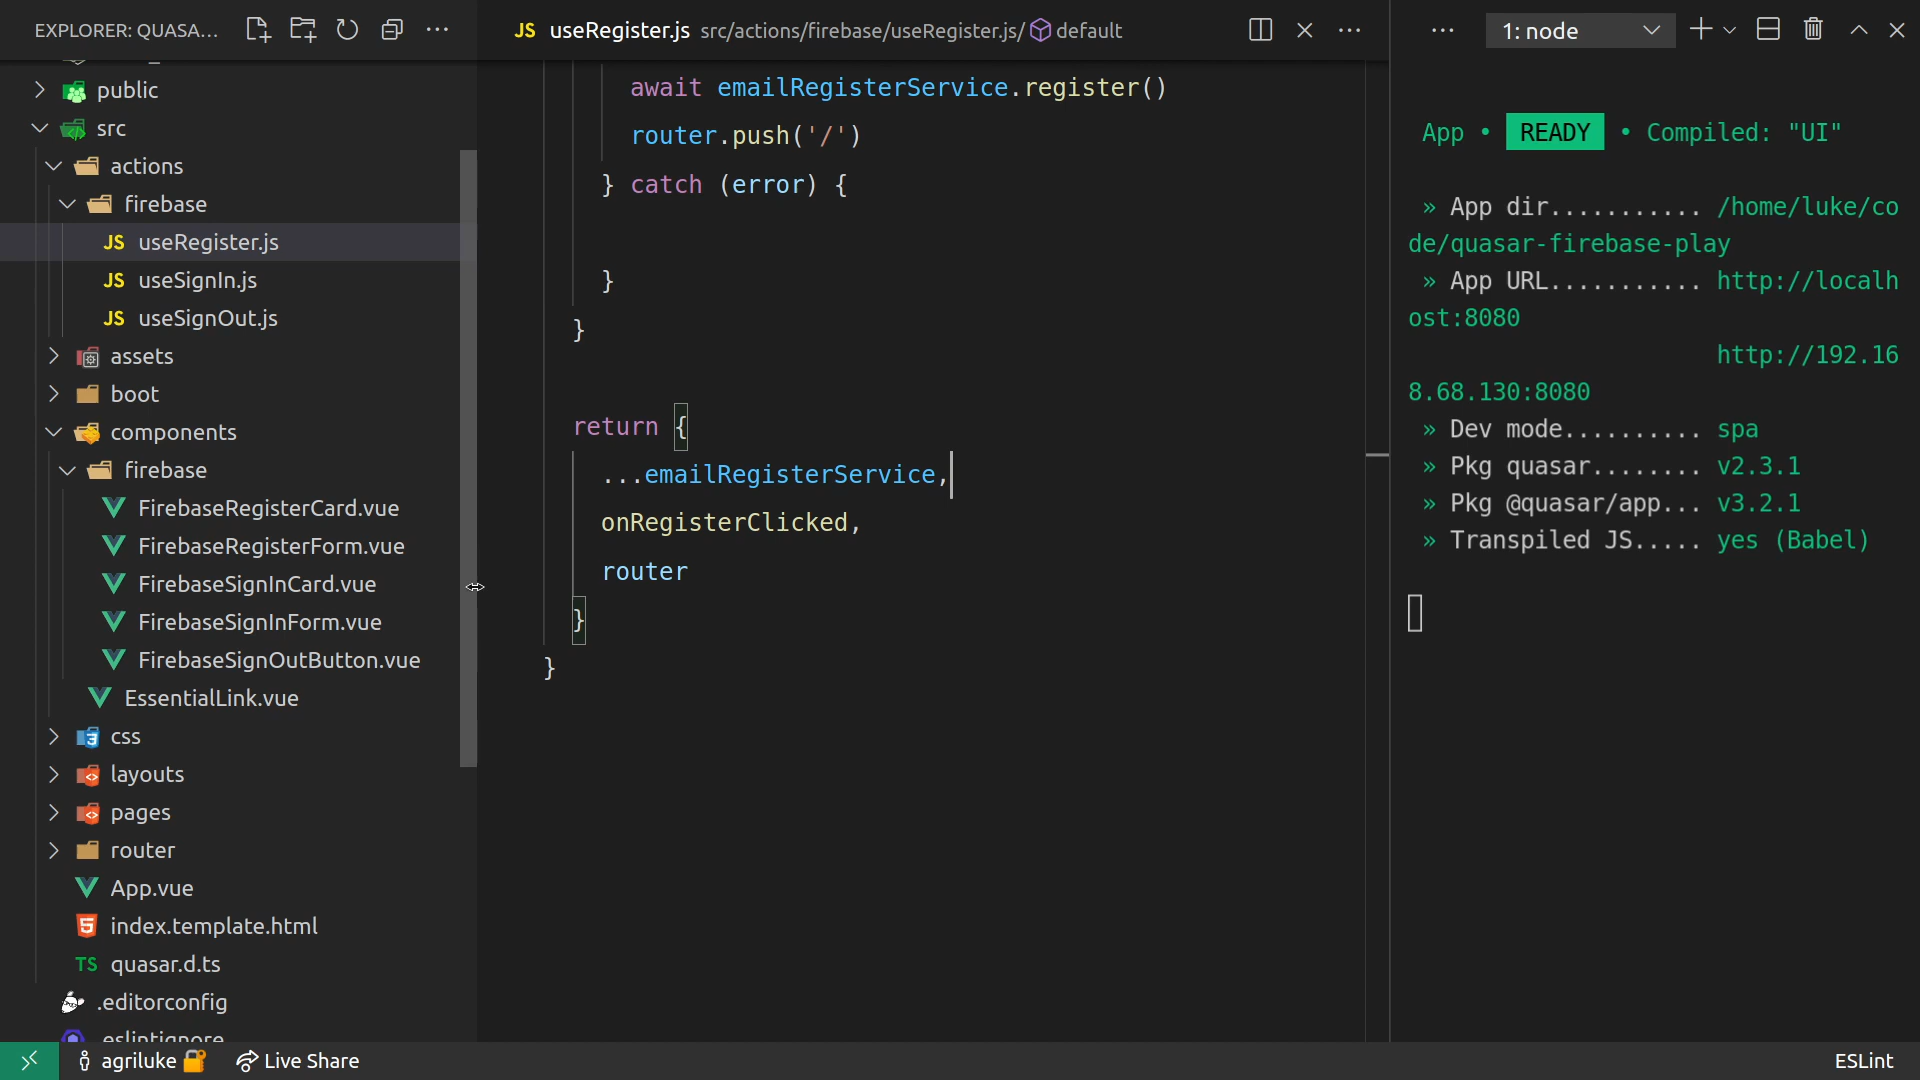 EXPLORER: QUASA...
public
src
actions
firebase
useRegister.js
useSignIn.js
useSignOut.js
assets
boot
components
firebase
FirebaseRegisterCard.vue
FirebaseRegisterForm.vue
FirebaseSignInCard.vue
FirebaseSignInForm.vue
FirebaseSignOutButton.vue
EssentialLink.vue
css
layouts
pages
router
App.vue
index.template.html
quasar.d.ts
.editorconfig
.eslintignore
JS useRegister.js src/actions/firebase/useRegister.js/ default
await emailRegisterService.register()
router.push('/')
} catch (error) {
}
}
return {
...emailRegisterService,
onRegisterClicked,
router
}
}
1: node
App • READY • Compiled: "UI"
» App dir........... /home/luke/co
de/quasar-firebase-play
» App URL........... http://localh
ost:8080
http://192.16
8.68.130:8080
» Dev mode.......... spa
» Pkg quasar........ v2.3.1
» Pkg @quasar/app... v3.2.1
» Transpiled JS..... yes (Babel)
agriluke Live Share
ESLint